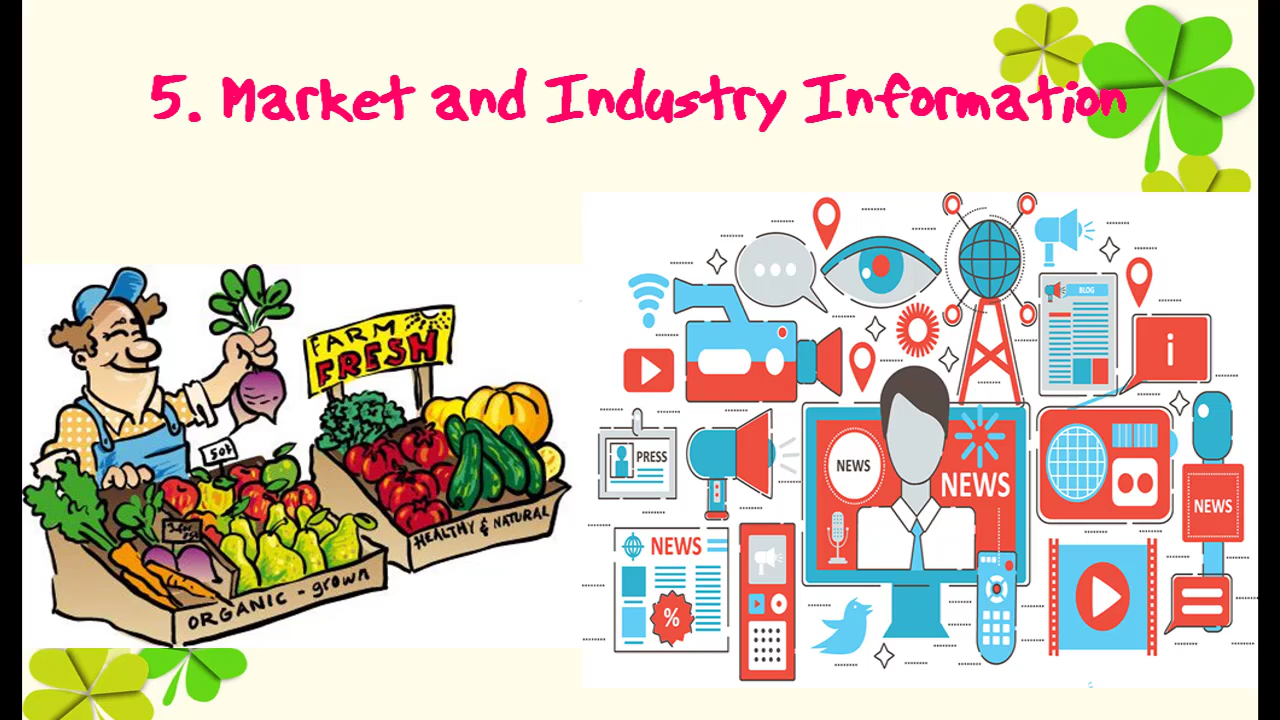 5. Market and Industry Information
FARM
FRESH
50¢
HEALTHY & NATURAL
ORGANIC - grown
BLOG
i
PRESS
NEWS
NEWS
NEWS
NEWS
%